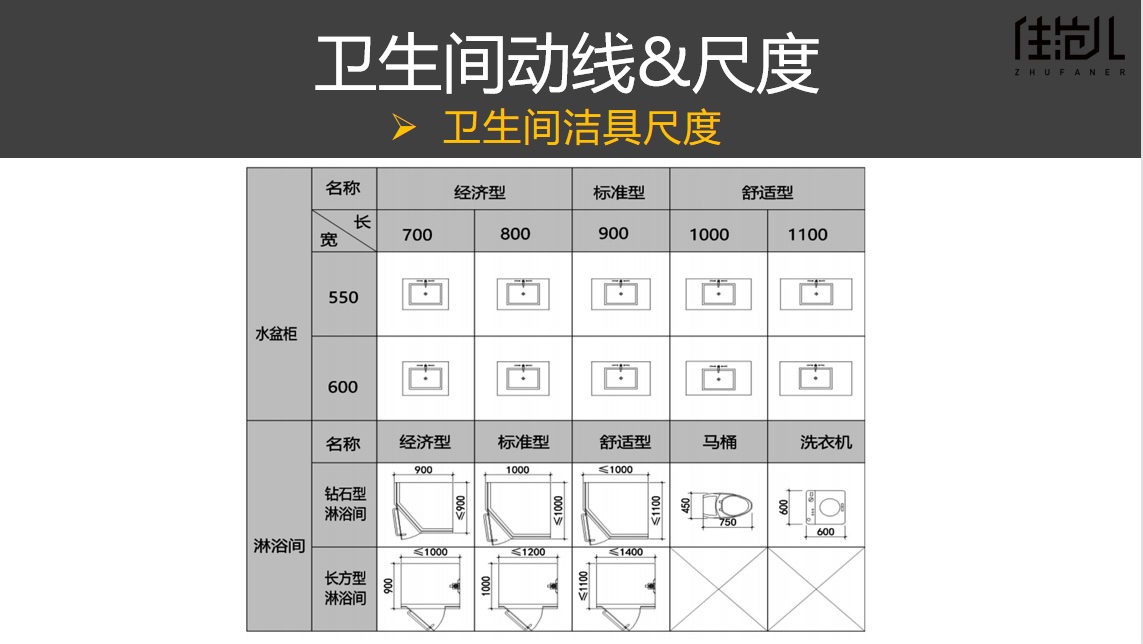 卫生间动线&尺度
ZHUFANER
➢ 卫生间洁具尺度
名称 经济型 标准型 舒适型
长 宽 700 800 900 1000 1100
550
水盆柜
600
名称 经济型 标准型 舒适型 马桶 洗衣机
淋浴间
钻石型
淋浴间
900 ≤900
1000 ≤1000
≤1000 ≤1100
450 750
600 600
长方型
淋浴间
≤1000 900
≤1200 1000
≤1400 ≤1100